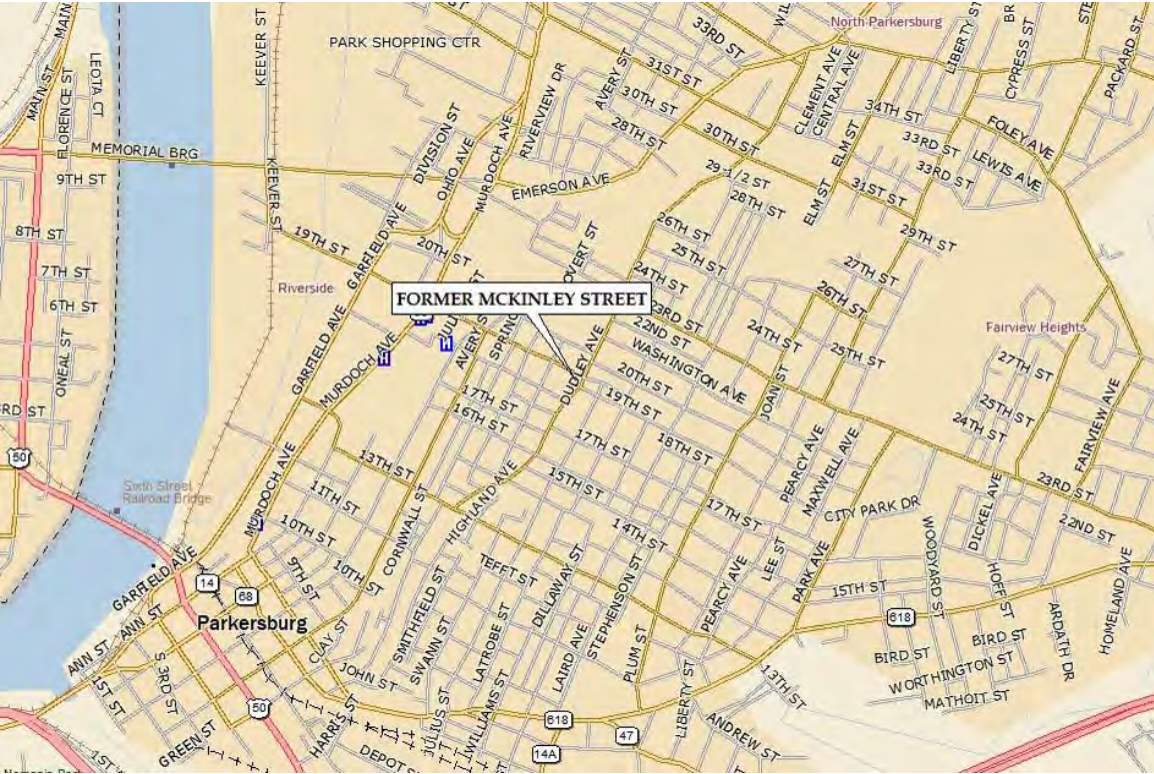 MAIN
KEEVER ST
PARK SHOPPING CTR
33RD ST
North Parkersburg
LIBERTY ST
CYPRESS ST
PACKARD ST
MAIN ST
FLORENCE ST
LEOTA CT
AVERY ST
31ST ST
RIVERVIEW DR
30TH ST
CLEMENT AVE
CENTRAL AVE
34TH ST
FOLEY AVE
DIVISION ST
OHIO AVE
MURDOCH AVE
28TH ST
30TH ST
ELM ST
33RD ST
LEWIS AVE
33RD ST
MEMORIAL BRG
9TH ST
KEEVER ST
EMERSON AVE
29 1/2 ST
28TH ST
ELM ST
31ST ST
8TH ST
19TH ST
GARFIELD AVE
20TH ST
26TH ST
25TH ST
29TH ST
7TH ST
6TH ST
24TH ST
27TH ST
26TH ST
Riverside
FORMER MCKINLEY STREET
22ND ST
24TH ST
25TH ST
Fairview Heights
ONEAL ST
GARFIELD AVE
MURDOCH AVE
DUDLEY AVE
WASHINGTON AVE
20TH ST
19TH ST
JOAN ST
27TH ST
25TH ST
24TH ST
FAIRVIEW AVE
17TH ST
16TH ST
17TH ST
18TH ST
50
13TH ST
15TH ST
PEARCY AVE
MAXWELL AVE
23RD ST
Sixth Street
Railroad Bridge
MURDOCH AVE
11TH ST
10TH ST
CORNWALL ST
HIGHLAND AVE
14TH ST
17TH ST
CITY PARK DR
DICKEL AVE
22ND ST
GARFIELD AVE
9TH ST
10TH ST
TEFFT ST
DILLAWAY ST
STEPHENSON ST
PEARCY AVE
LEE ST
PARK AVE
WOODYARD ST
HOFF ST
HOMELAND AVE
14
68
15TH ST
618
Parkersburg
ANN ST
ANN ST
CLAY ST
SMITHFIELD ST
SWANN ST
LATROBE ST
LAIRD AVE
PLUM ST
BIRD ST
BIRD ST
ARDATH DR
1ST ST
S 3RD ST
JOHN ST
WORTHINGTON ST
MATHOIT ST
13TH ST
LIBERTY ST
50
GREEN ST
HARRIS ST
JULIUS ST
WILLIAMS ST
618
47
14A
ANDREW ST